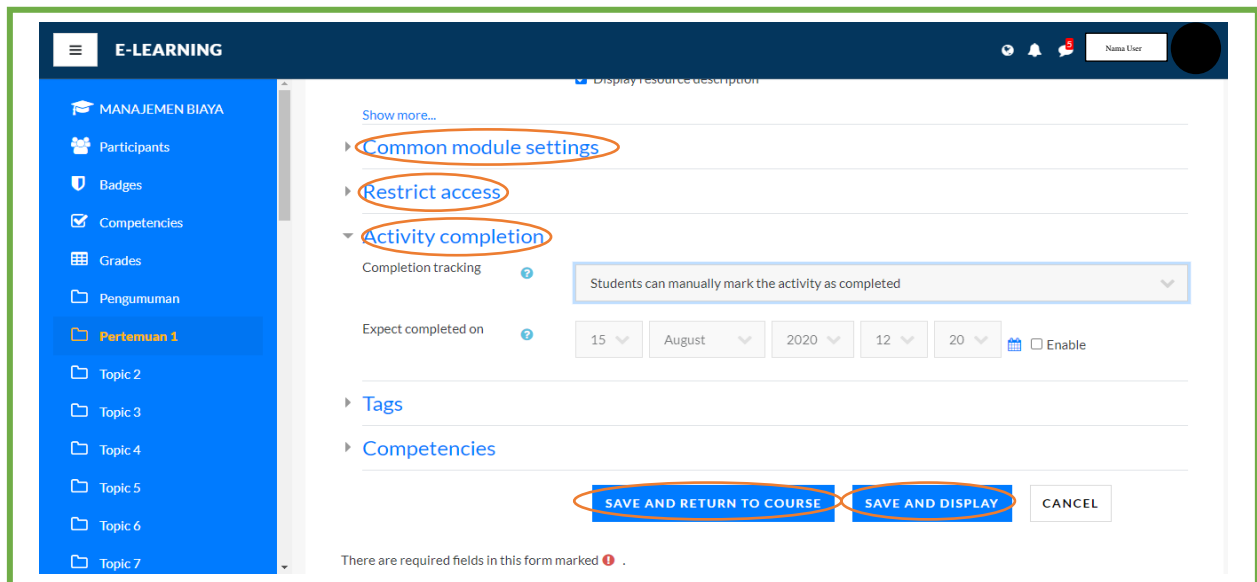 E-LEARNING
5
Nama User
MANAJEMEN BIAYA
Participants
Badges
Competencies
Grades
Pengumuman
Pertemuan 1
Topic 2
Topic 3
Topic 4
Topic 5
Topic 6
Topic 7
Display resource description
Show more...
Common module settings
Restrict access
Activity completion
Completion tracking
Students can manually mark the activity as completed
Expect completed on
15 August 2020 12 20 Enable
Tags
Competencies
SAVE AND RETURN TO COURSE SAVE AND DISPLAY CANCEL
There are required fields in this form marked .